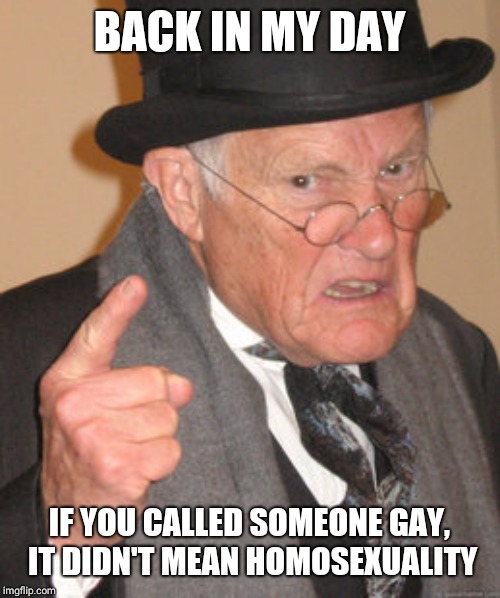 BACK IN MY DAY
IF YOU CALLED SOMEONE GAY,
IT DIDN'T MEAN HOMOSEXUALITY
imgflip.com